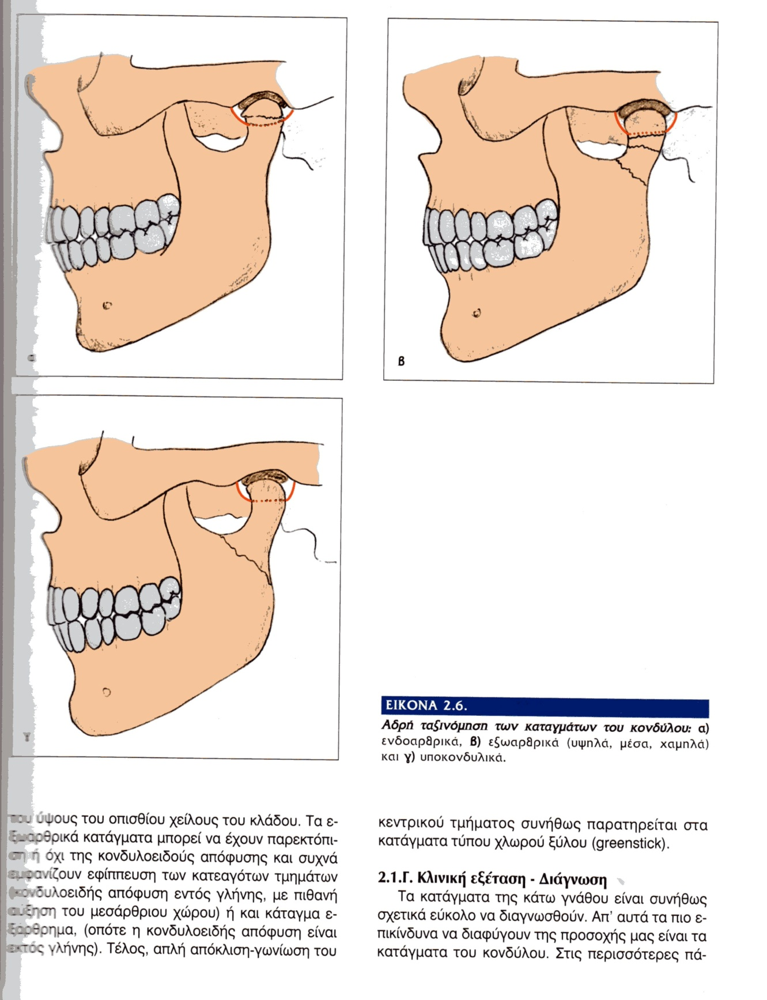 α
β
γ
ΕΙΚΟΝΑ 2.6.
Αδρή ταξινόμηση των καταγμάτων του κονδύλου: α)
ενδοαρθρικά, β) εξωαρθρικά (υψηλά, μέσα, χαμηλά)
και γ) υποκονδυλικά.
του ύψους του οπισθίου χείλους του κλάδου. Τα ε-
ξωαρθρικά κατάγματα μπορεί να έχουν παρεκτόπι-
ση ή όχι της κονδυλοειδούς απόφυσης και συχνά
εμφανίζουν εφίππευση των κατεαγότων τμημάτων
κονδυλοειδής απόφυση εντός γλήνης, με πιθανή
αύξηση του μεσάρθριου χώρου) ή και κάταγμα ε-
ξάρθρημα, (οπότε η κονδυλοειδής απόφυση είναι
εκτός γλήνης). Τέλος, απλή απόκλιση-γωνίωση του
κεντρικού τμήματος συνήθως παρατηρείται στα
κατάγματα τύπου χλωρού ξύλου (greenstick).
2.1.Γ. Κλινική εξέταση - Διάγνωση
Τα κατάγματα της κάτω γνάθου είναι συνήθως
σχετικά εύκολο να διαγνωσθούν. Απ' αυτά τα πιο ε-
πικίνδυνα να διαφύγουν της προσοχής μας είναι τα
κατάγματα του κονδύλου. Στις περισσότερες πά-